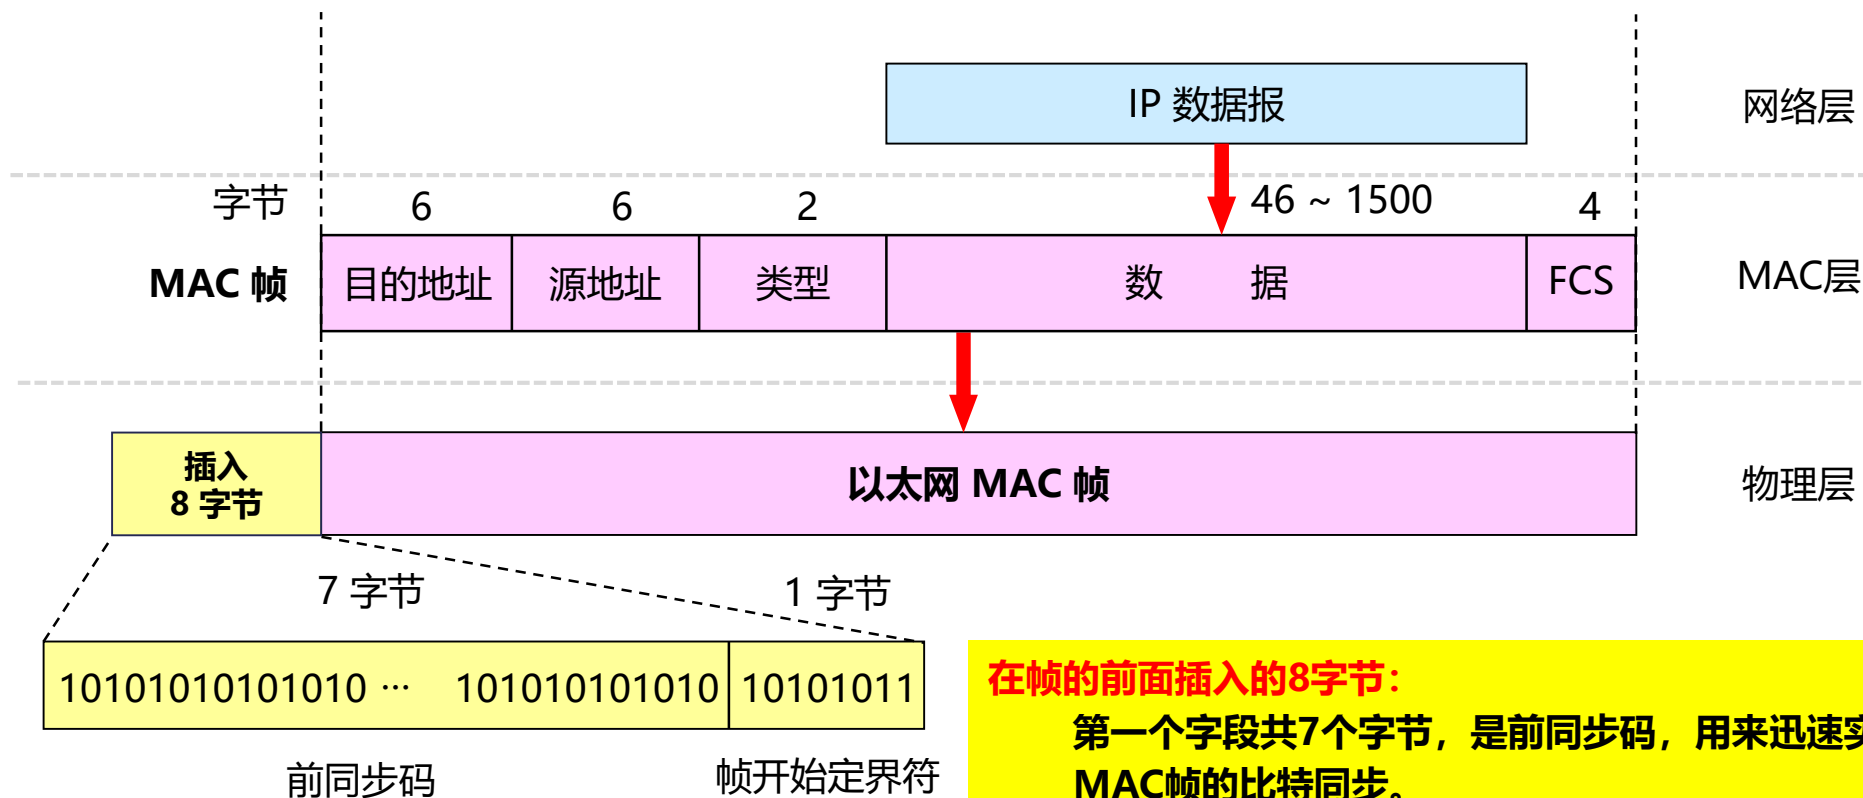 IP 数据报
网络层
字节
6
6
2
46 ~ 1500
4
MAC 帧
目的地址
源地址
类型
数 据
FCS
MAC层
插入
8 字节
以太网 MAC 帧
物理层
7 字节
1 字节
10101010101010 ··· 101010101010
10101011
前同步码
帧开始定界符
在帧的前面插入的8字节：
第一个字段共7个字节，是前同步码，用来迅速实
MAC帧的比特同步。